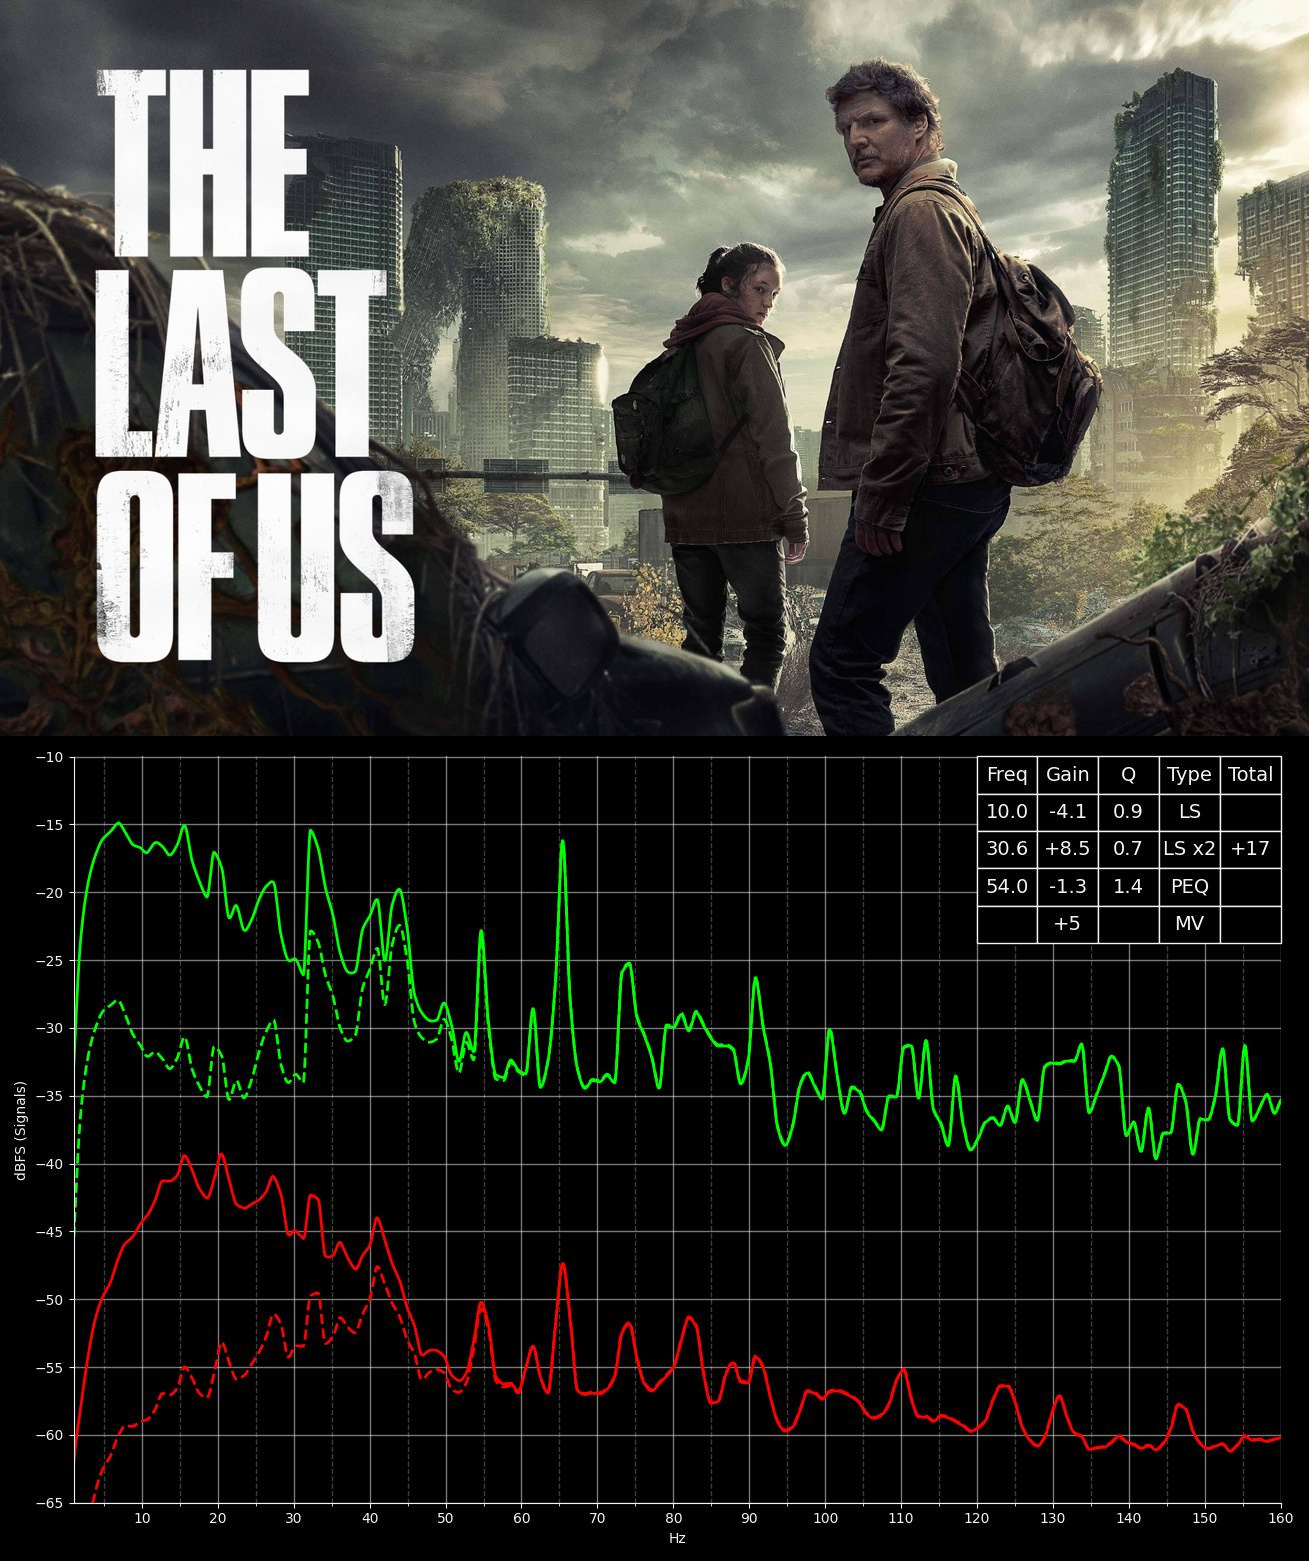 THE
LAST
OF US
Freq Gain Q Type Total
10.0 -4.1 0.9 LS
30.6 +8.5 0.7 LS x2 +17
54.0 -1.3 1.4 PEQ
+5 MV
−10
−15
−20
−25
−30
−35
−40
−45
−50
−55
−60
−65
dBFS (Signals)
10 20 30 40 50 60 70 80 90 100 110 120 130 140 150 160
Hz